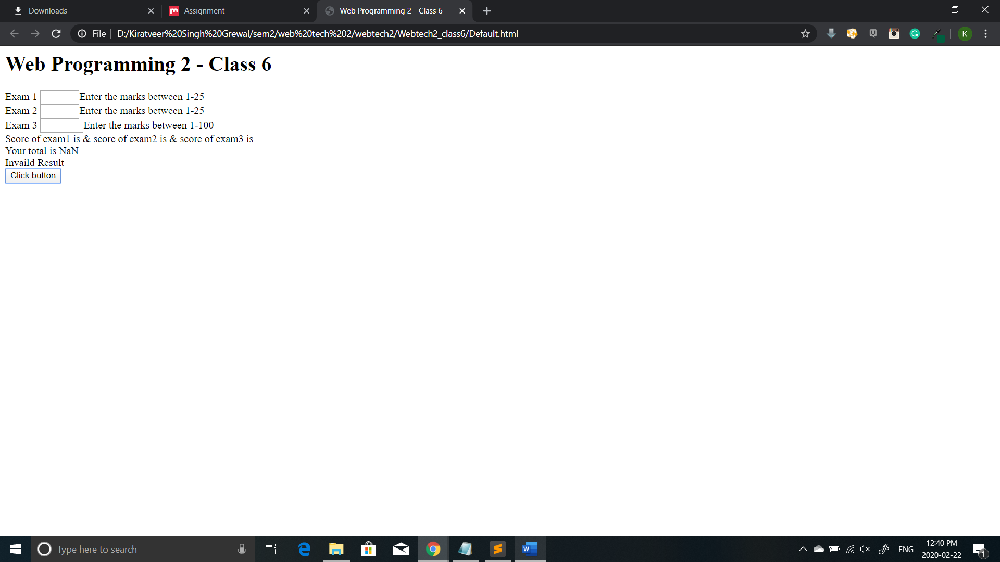 Downloads
Assignment
Web Programming 2 - Class 6
File
D:/Kiratveer%20Singh%20Grewal/sem2/web%20tech%202/webtech2/Webtech2_class6/Default.html
K
Web Programming 2 - Class 6
Exam 1 Enter the marks between 1-25
Exam 2 Enter the marks between 1-25
Exam 3 Enter the marks between 1-100
Score of exam1 is & score of exam2 is & score of exam3 is
Your total is NaN
Invaild Result
Click button
Type here to search
ENG
12:40 PM
2020-02-22
1